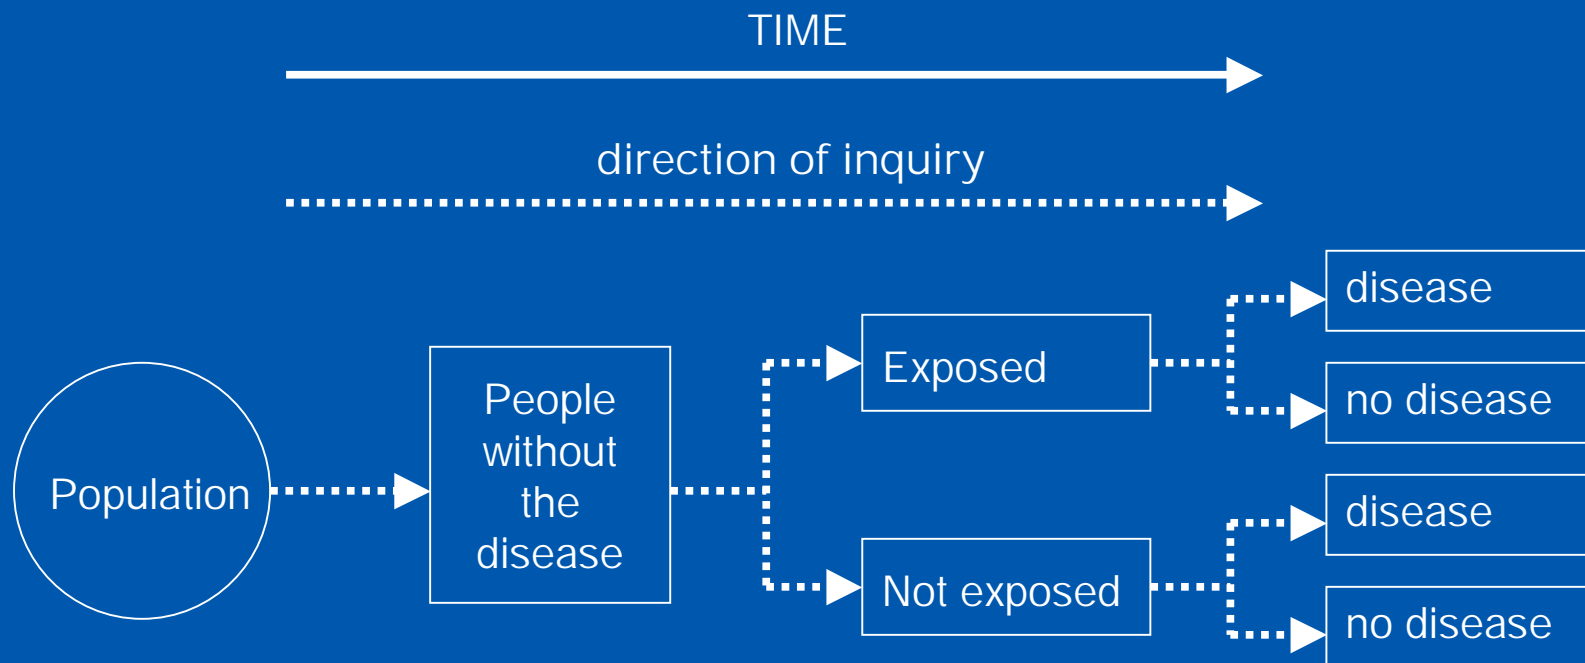 TIME
direction of inquiry
Population
People
without
the
disease
Exposed
Not exposed
disease
no disease
disease
no disease